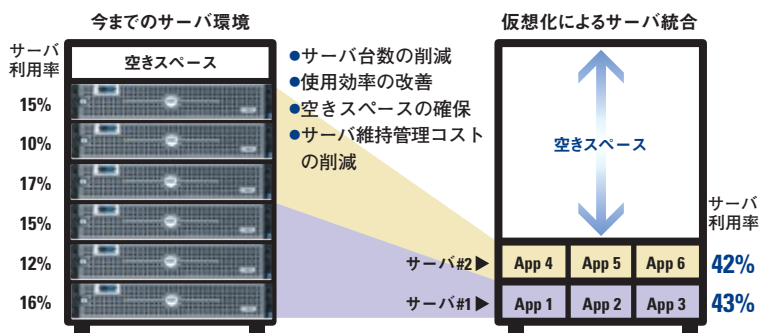 今までのサーバ環境
サーバ
利用率
空きスペース
15%
10%
17%
15%
12%
16%
●サーバ台数の削減
●使用効率の改善
●空きスペースの確保
●サーバ維持管理コスト
の削減
仮想化によるサーバ統合
空きスペース
サーバ
利用率
サーバ#2▶ App 4 App 5 App 6 42%
サーバ#1▶ App 1 App 2 App 3 43%